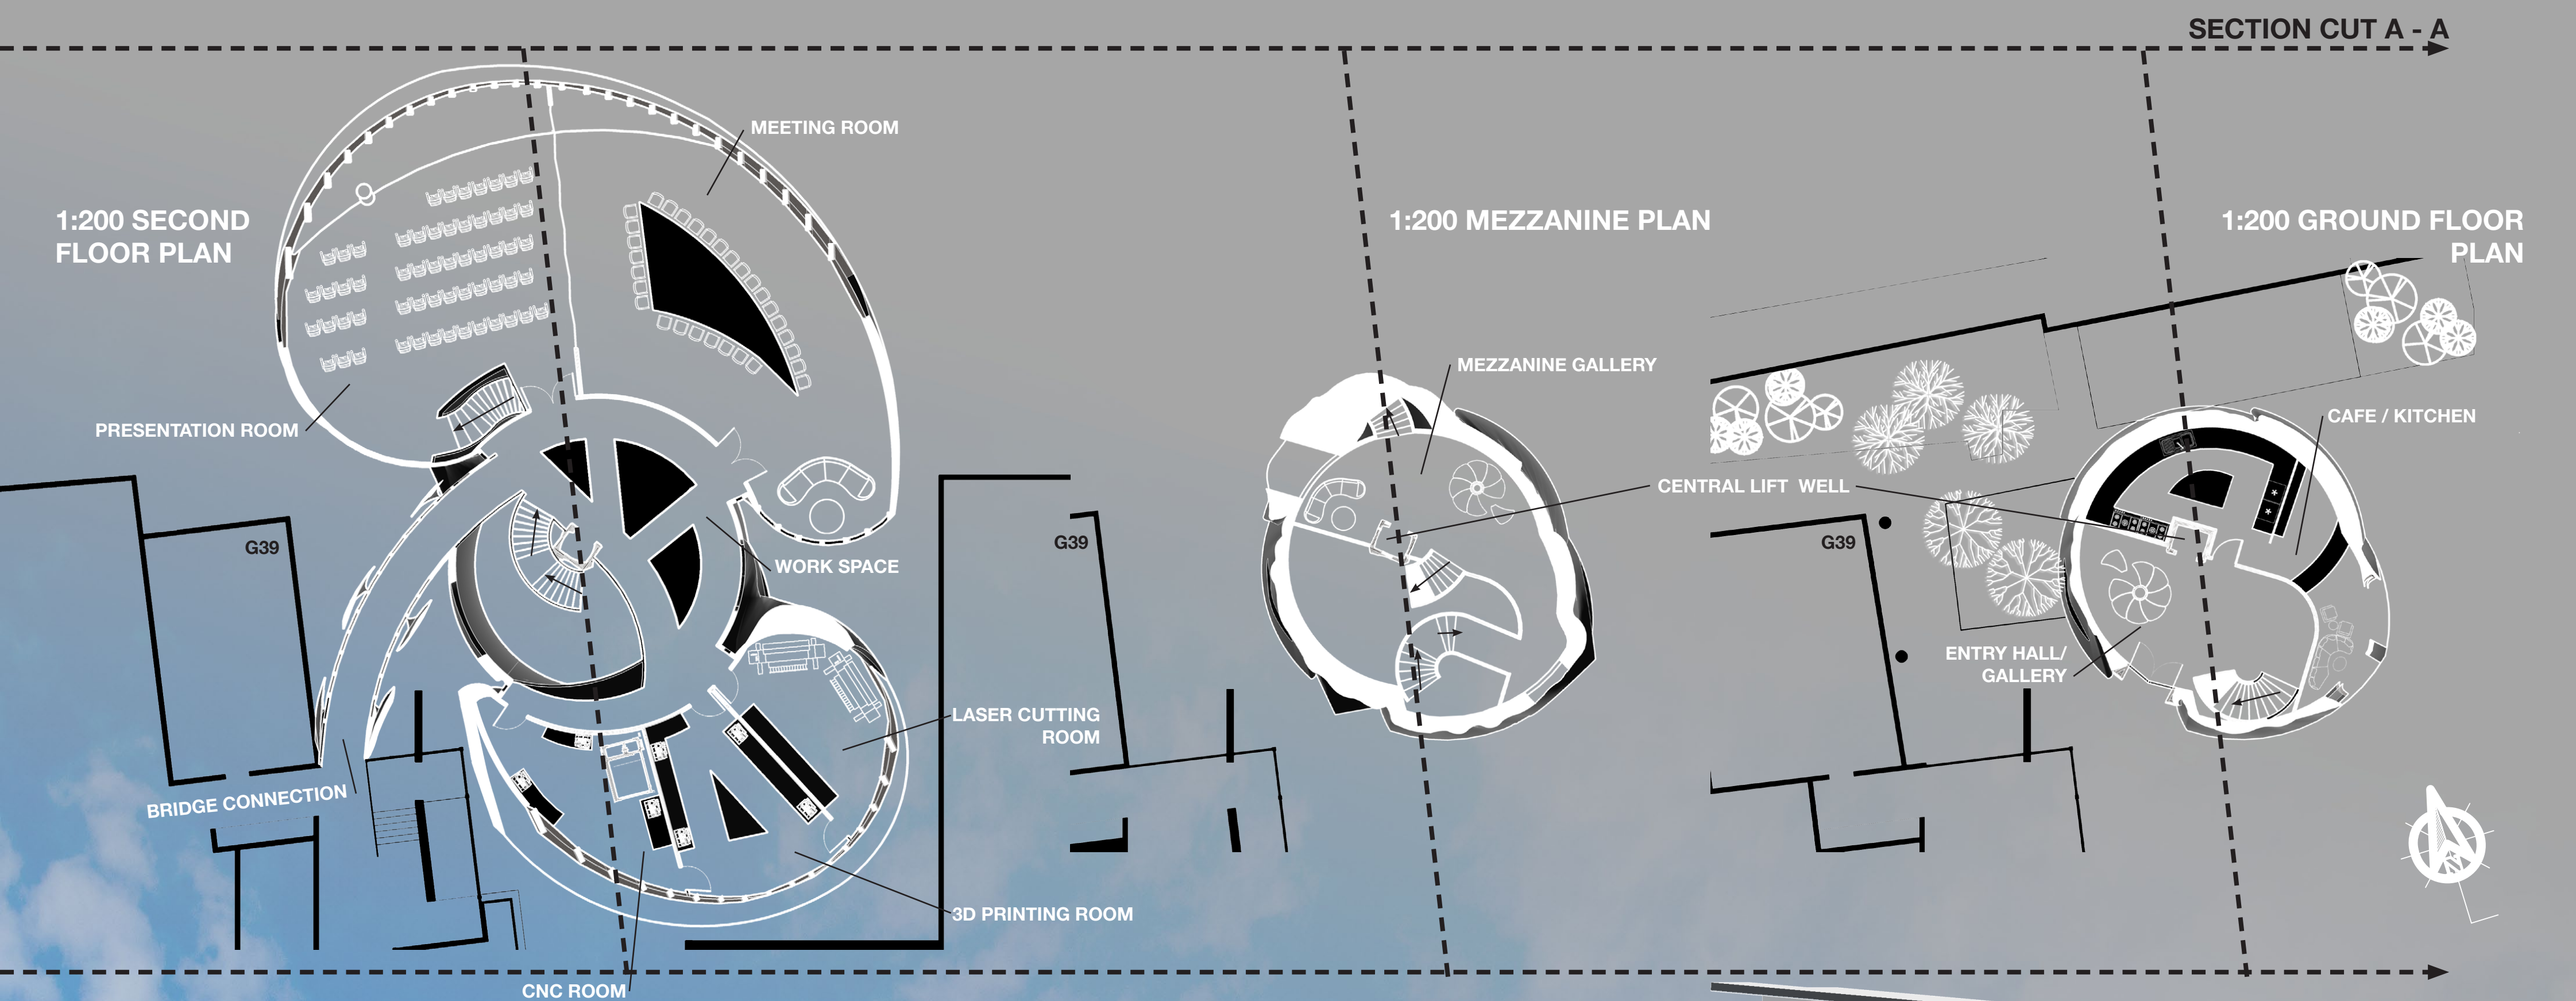 SECTION CUT A - A
MEETING ROOM
1:200 SECOND
FLOOR PLAN
1:200 MEZZANINE PLAN
1:200 GROUND FLOOR
PLAN
MEZZANINE GALLERY
CAFE / KITCHEN
PRESENTATION ROOM
CENTRAL LIFT WELL
G39
G39
G39
WORK SPACE
ENTRY HALL/
GALLERY
LASER CUTTING
ROOM
BRIDGE CONNECTION
3D PRINTING ROOM
CNC ROOM